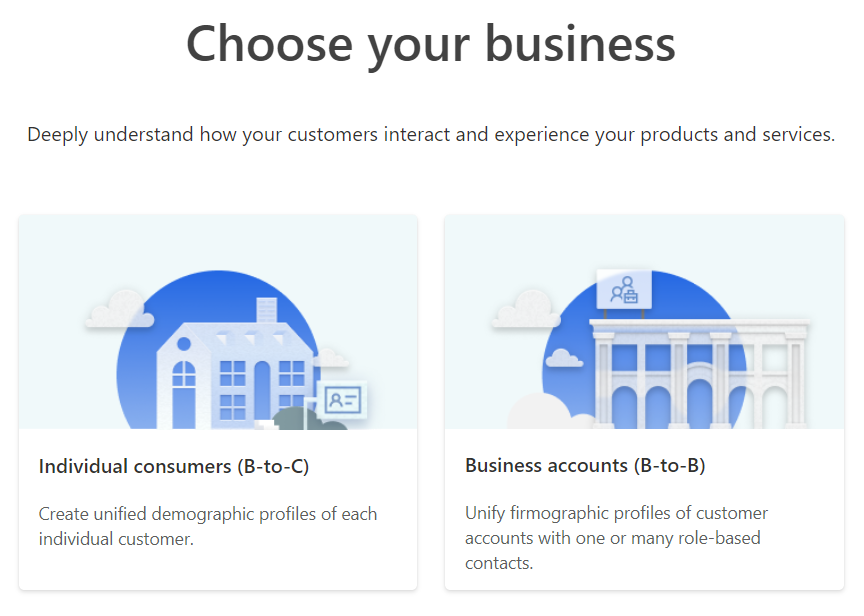 Choose your business
Deeply understand how your customers interact and experience your products and services.
Individual consumers (B-to-C)
Create unified demographic profiles of each
individual customer.
Business accounts (B-to-B)
Unify firmographic profiles of customer
accounts with one or many role-based
contacts.